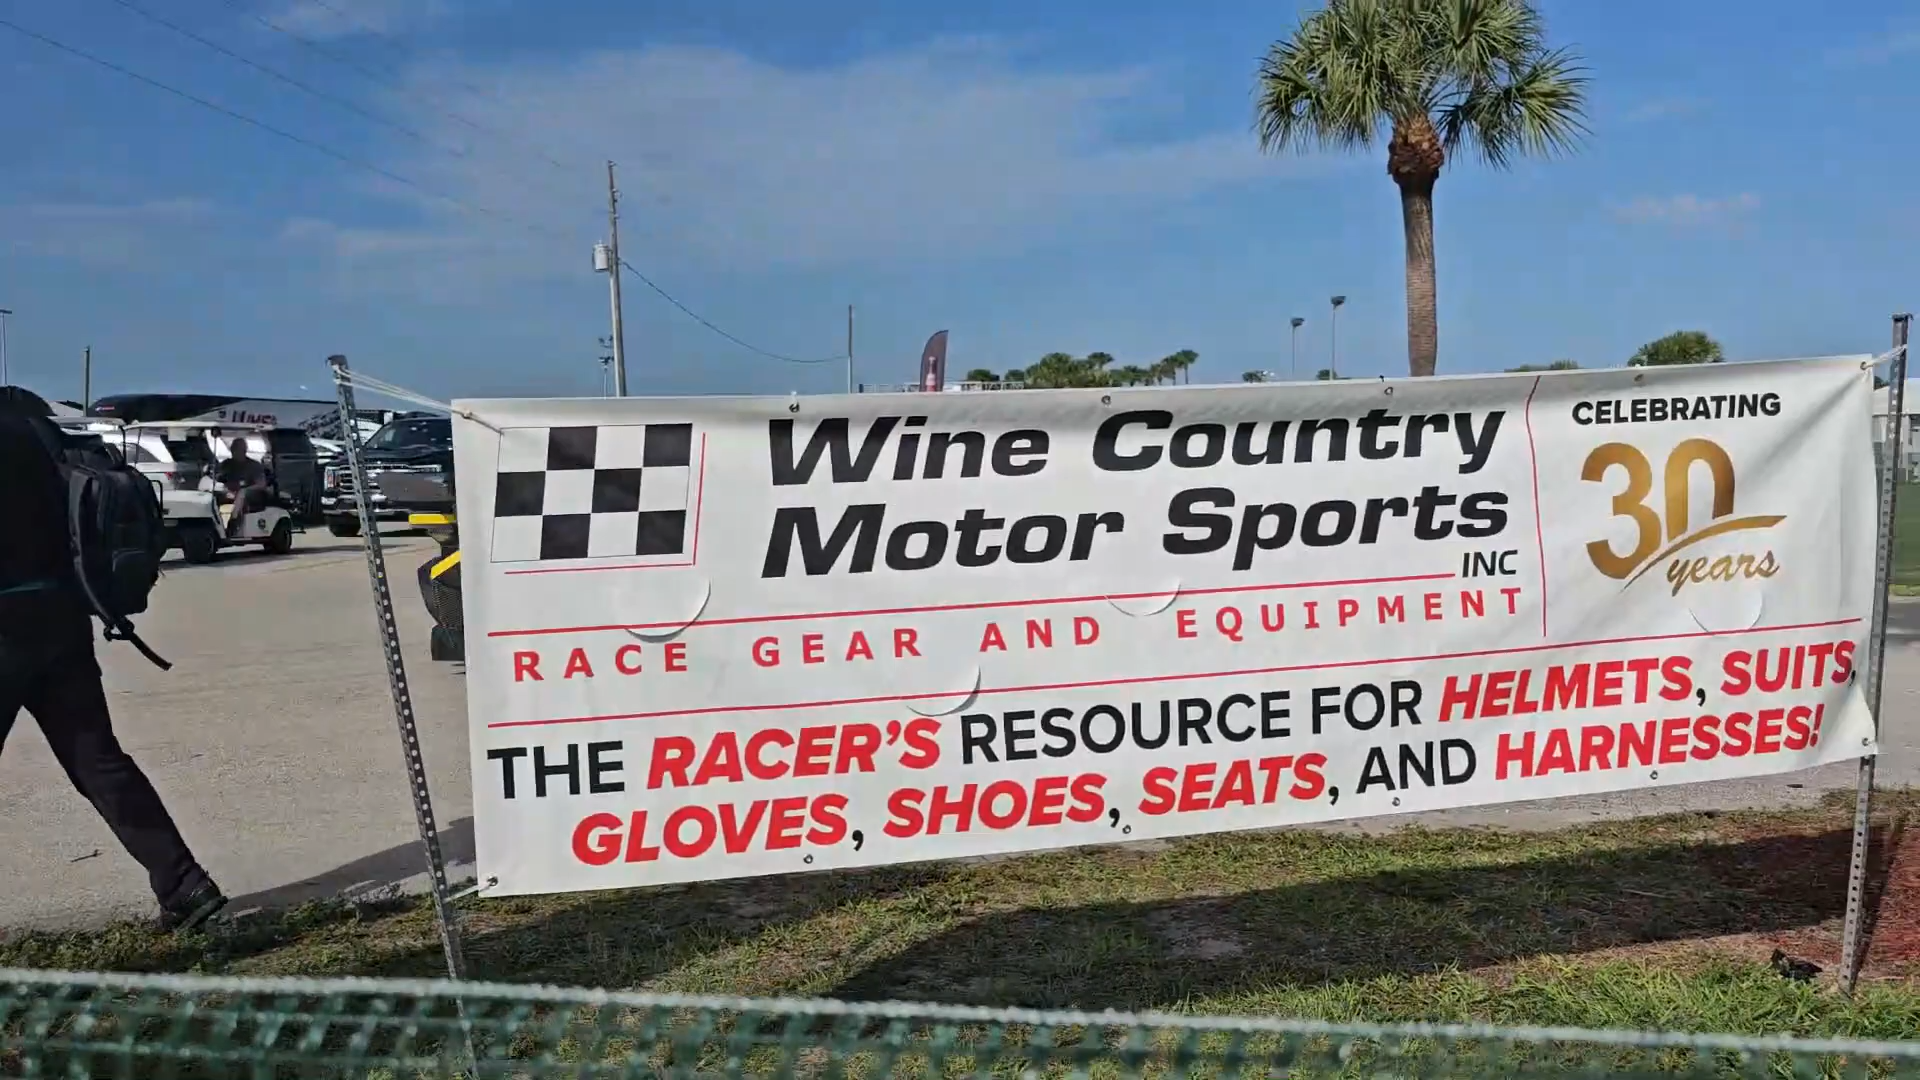 Wine Country
Motor Sports
INC
RACE GEAR AND EQUIPMENT
CELEBRATING
30
years
THE RACER'S RESOURCE FOR HELMETS, SUITS,
GLOVES, SHOES, SEATS, AND HARNESSES!